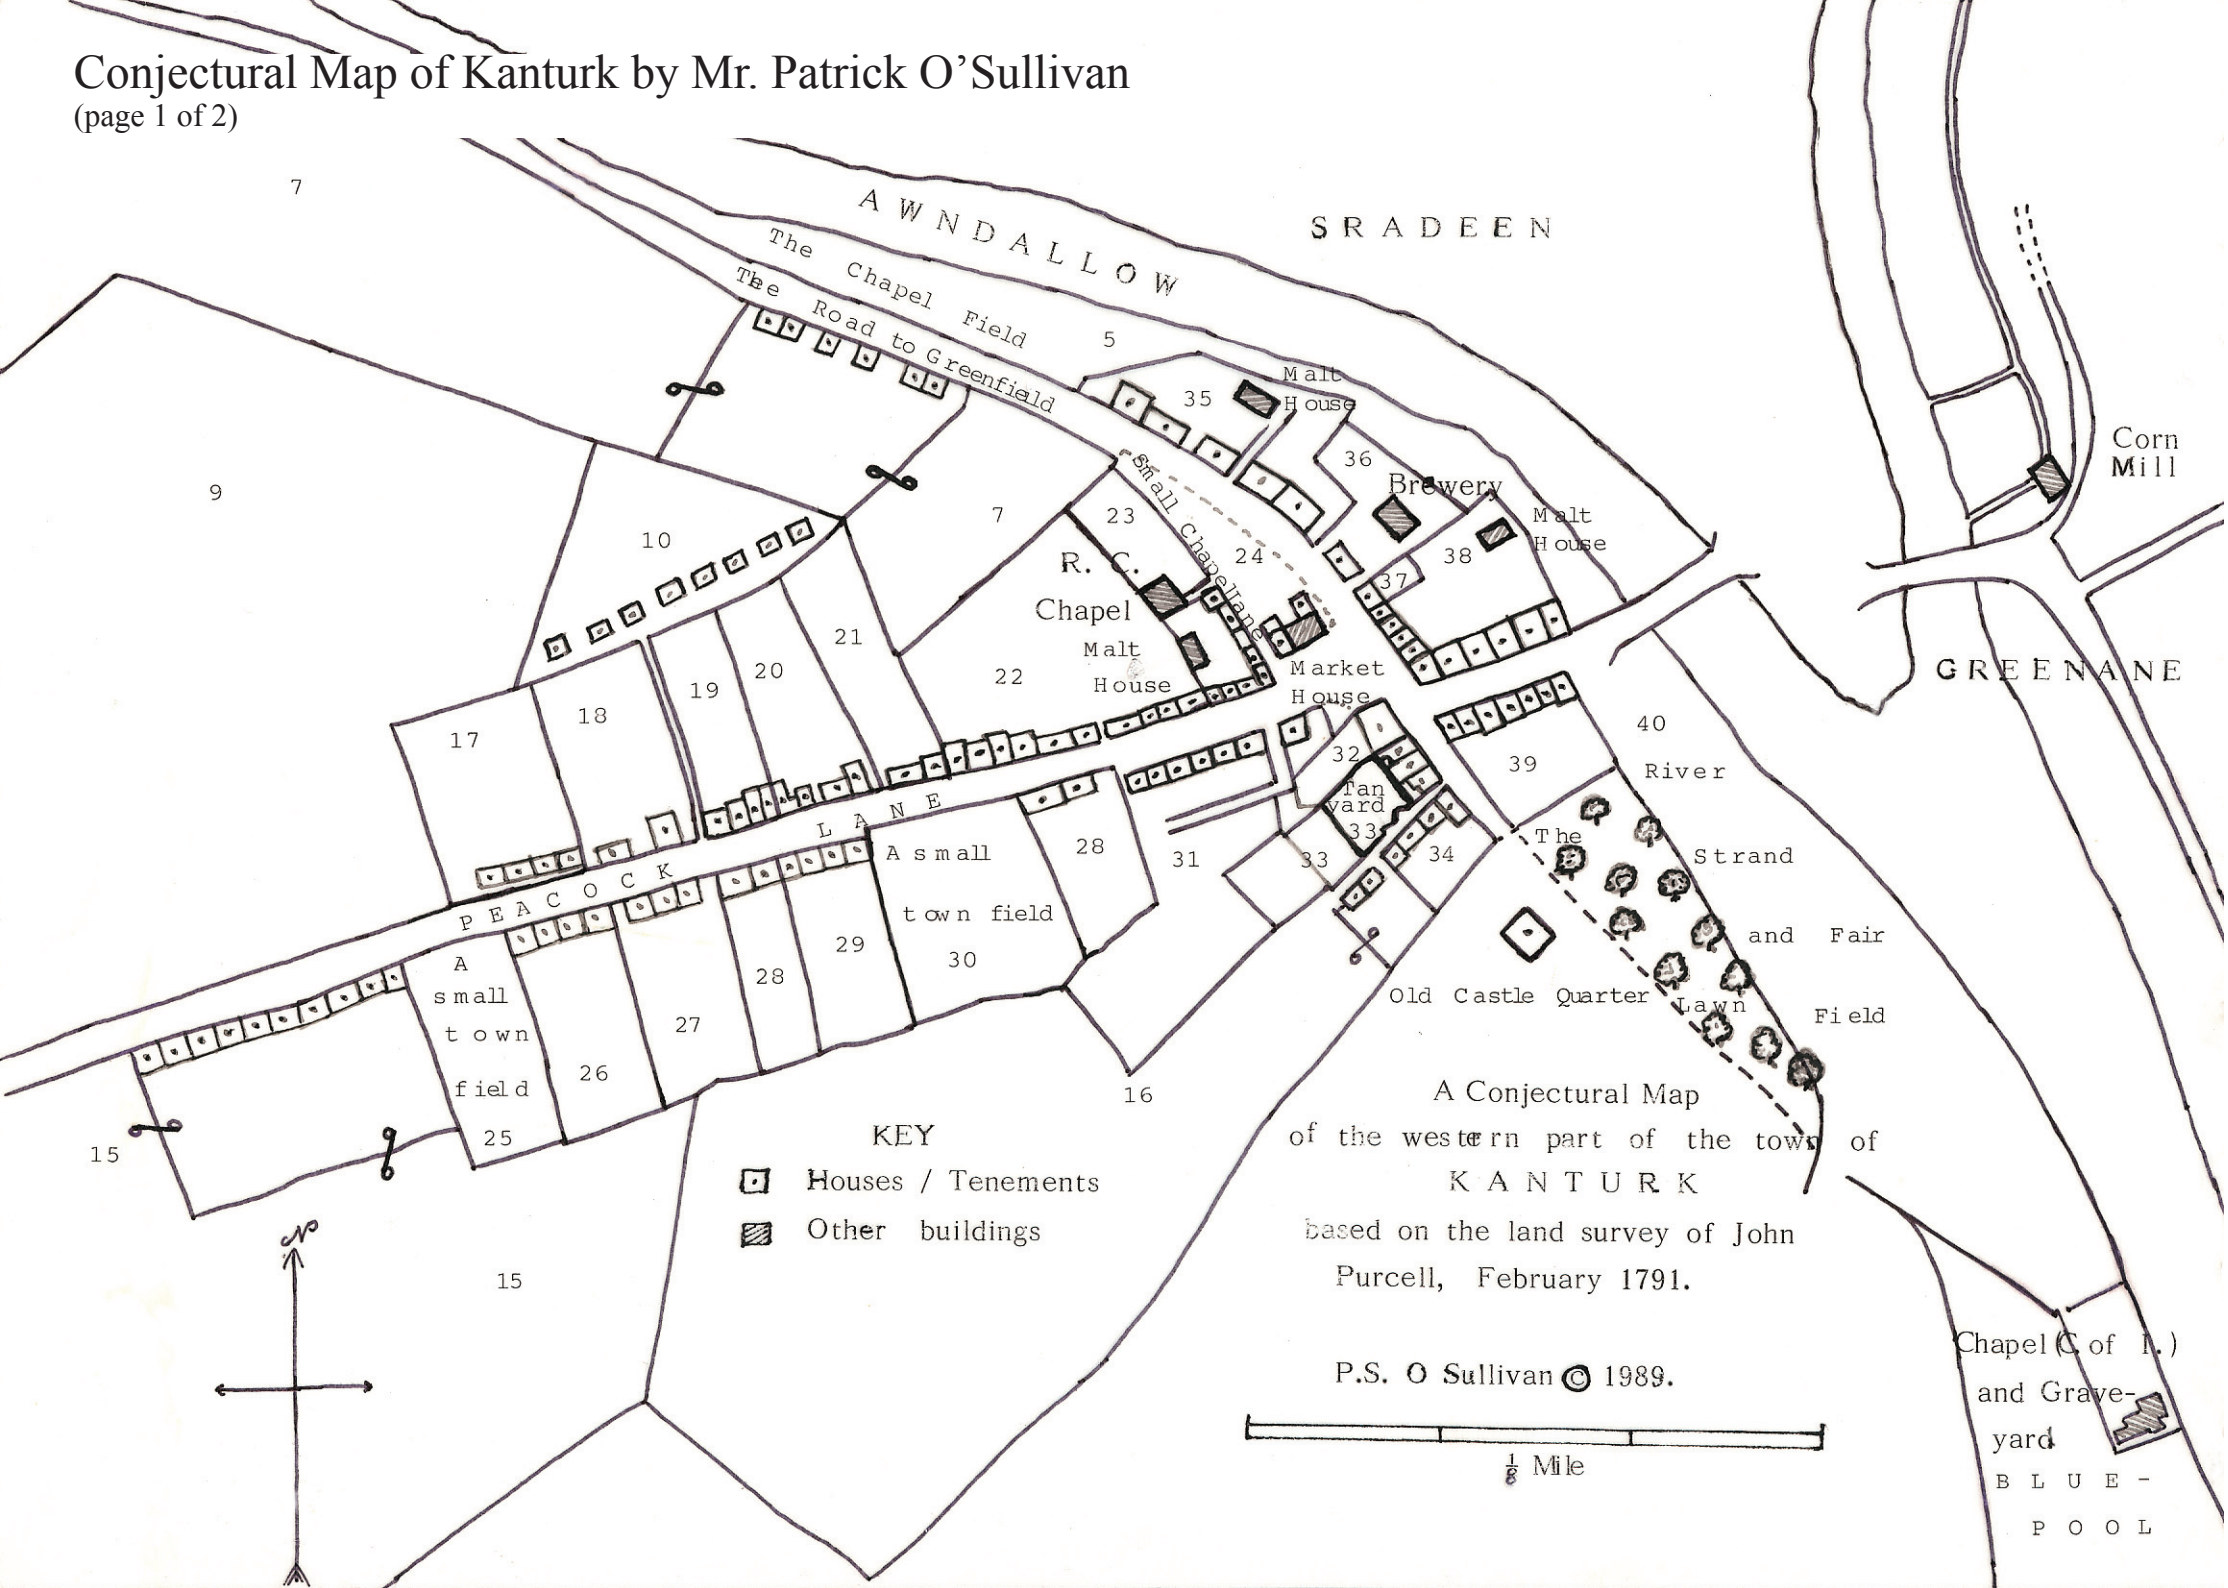 Conjectural Map of Kanturk by Mr. Patrick O’Sullivan
(page 1 of 2)
7
AWNDALLOW
SRADEEN
The Chapel Field
The Road to Greenfield
5
35
Malt
House
36
Brewery
Malt
House
38
37
Corn
Mill
9
10
7
23
Small Chapel lane
24
R. C.
Chapel
Malt
House
Market
House
GREENANE
17
18
19
20
21
22
32
Tan
yard
33
33
34
39
40
River
The
Strand
and Fair
Lawn
Field
PEACOCK LANE
A small
town field
30
28
31
29
28
27
26
A
small
town
field
25
Old Castle Quarter
15
16
15
KEY
Houses / Tenements
Other buildings
N
A Conjectural Map
of the western part of the town of
KANTURK
based on the land survey of John
Purcell, February 1791.
P.S. O Sullivan © 1989.
⅛ Mile
Chapel (C. of I.)
and Grave-
yard
BLUE-
POOL